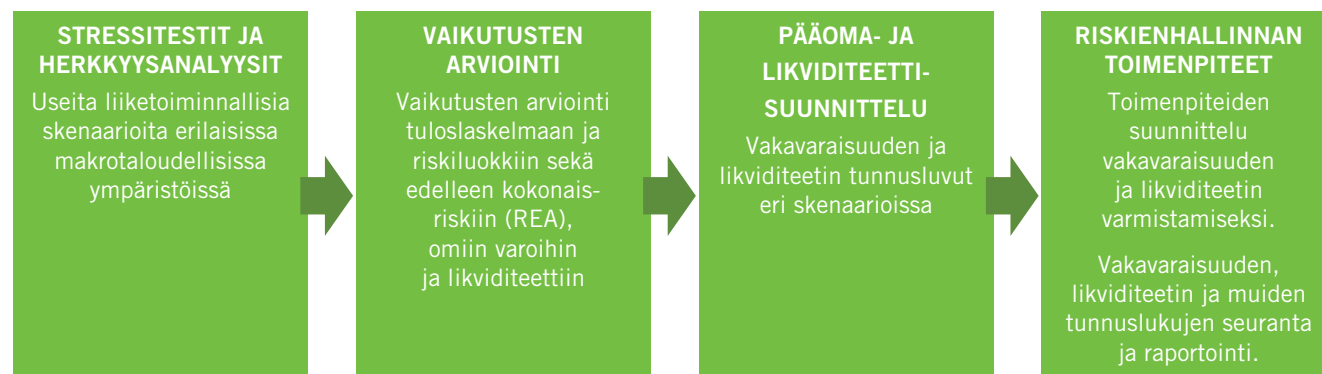 STRESSITESTIT JA
HERKKYYSANALYYSIT
Useita liiketoiminnallisia
skenaarioita erilaisissa
makrotaloudellisissa
ympäristöissä
VAIKUTUSTEN
ARVIOINTI
Vaikutusten arviointi
tuloslaskelmaan ja
riskiluokkiin sekä
edelleen kokonais-
riskiin (REA),
omiin varoihin
ja likviditeettiin
PÄÄOMA- JA
LIKVIDITEETTI-
SUUNNITTELU
Vakavaraisuuden ja
likviditeetin tunnusluvut
eri skenaarioissa
RISKIENHALLINNAN
TOIMENPITEET
Toimenpiteiden
suunnittelu
vakavaraisuuden
ja likviditeetin
varmistamiseksi.
Vakavaraisuuden,
likviditeetin ja muiden
tunnuslukujen seuranta
ja raportointi.